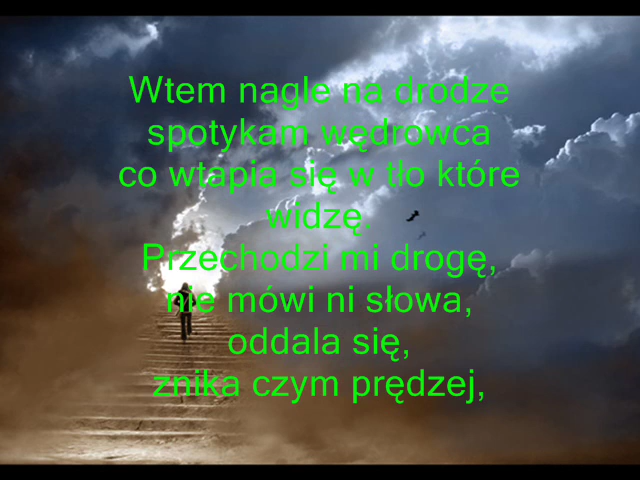 Wtem nagle na drodze
spotykam wędrowca
co wtapia się w tło które
widzę.
Przechodzi mi drogę,
nie mówi ni słowa,
oddala się,
znika czym prędzej,